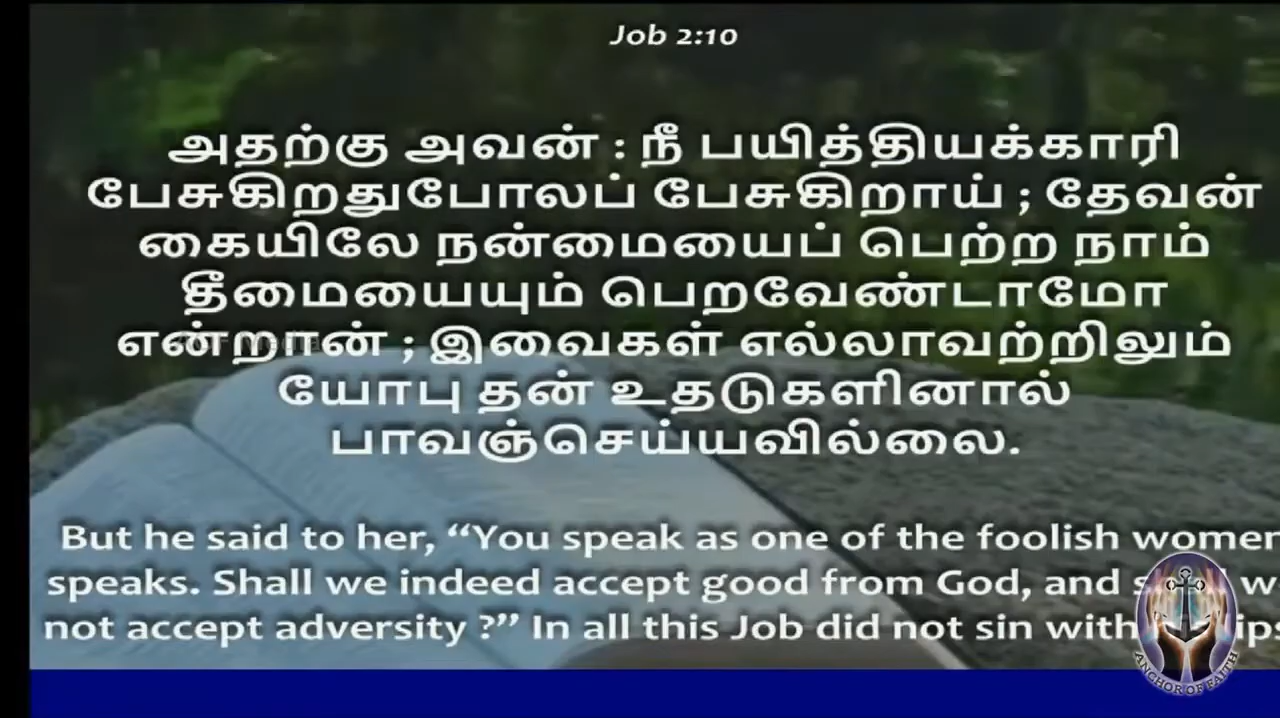 Job 2:10
அதற்கு அவன் : நீ பயித்தியக்காரி
பேசுகிறதுபோலப் பேசுகிறாய் ; தேவன்
கையிலே நன்மையைப் பெற்ற நாம்
தீமையையும் பெறவேண்டாமோ
என்றான் ; இவைகள் எல்லாவற்றிலும்
யோபு தன் உதடுகளினால்
பாவஞ்செய்யவில்லை.
But he said to her, “You speak as one of the foolish women
speaks. Shall we indeed accept good from God, and
not accept adversity ?” In all this Job did not sin with
ANCHOR OF FAITH